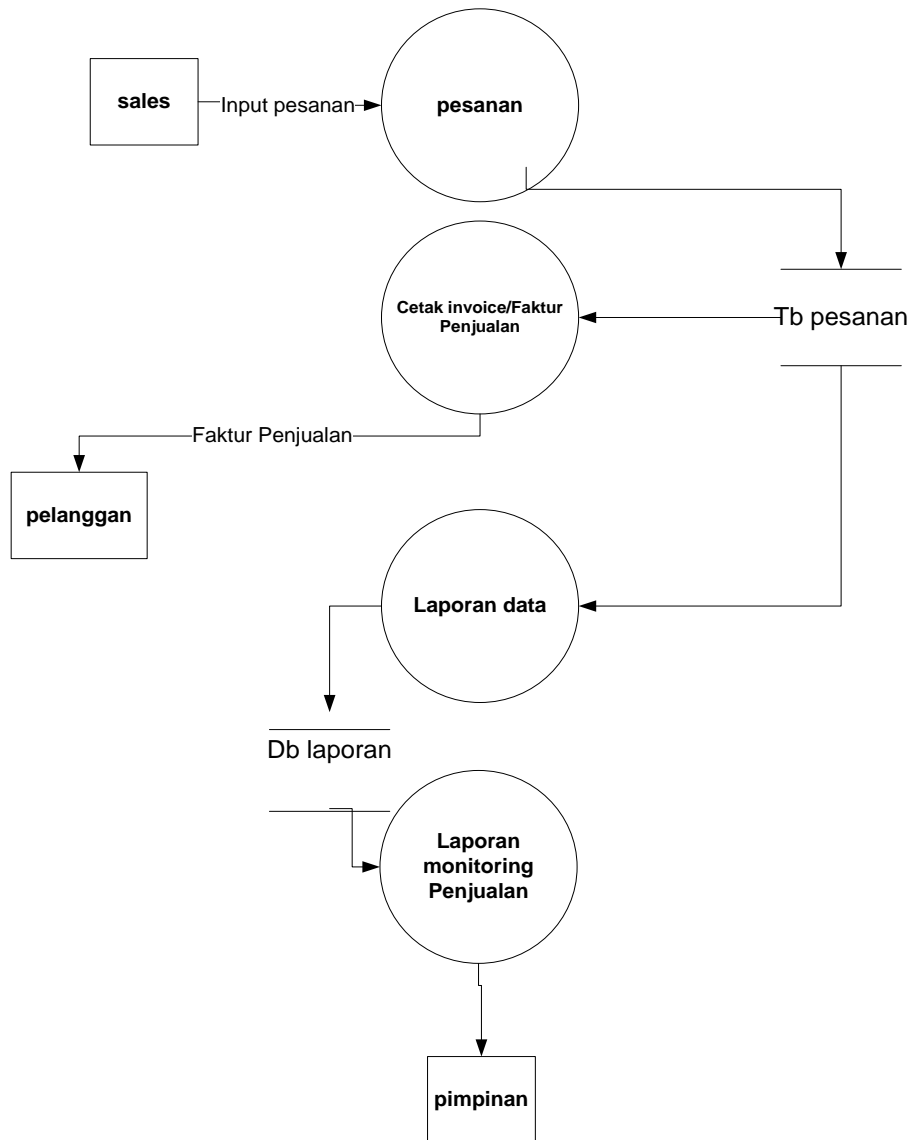 sales
Input pesanan
pesanan
Cetak invoice/Faktur
Penjualan
Tb pesanan
Faktur Penjualan
pelanggan
Laporan data
Db laporan
Laporan
monitoring
Penjualan
pimpinan